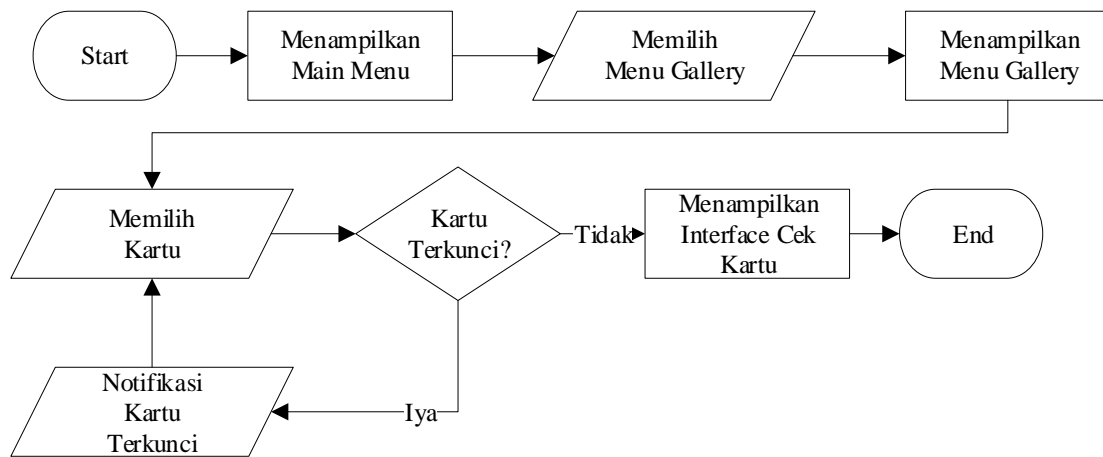 Start
Menampilkan
Main Menu
Memilih
Menu Gallery
Menampilkan
Menu Gallery
Memilih
Kartu
Kartu
Terkunci?
Tidak
Menampilkan
Interface Cek
Kartu
End
Notifikasi
Kartu
Terkunci
Iya